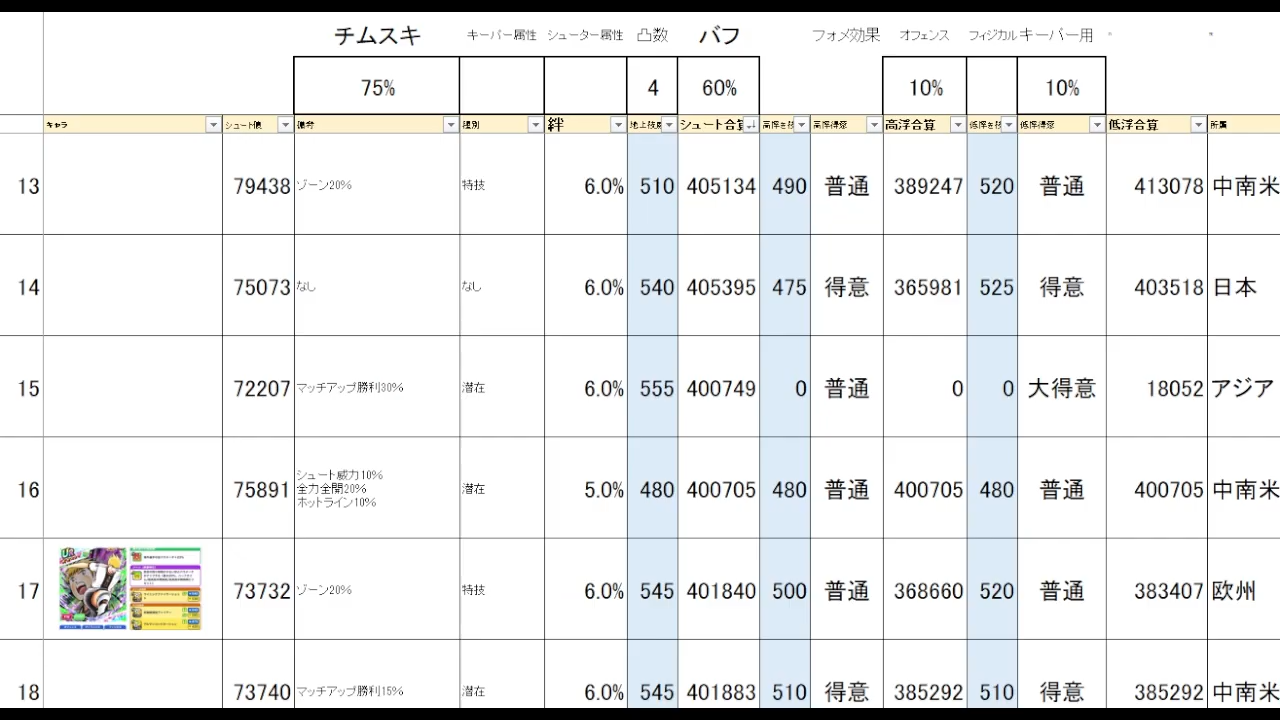 チムスキ キーパー属性 シューター属性 凸数 バフ フォメ効果 オフェンス フィジカル キーパー用
75% 4 60% 10% 10%
キャラ シュート値 備考 種別 絆 シュート合算 高浮得意 高浮合算 低浮得意 低浮合算 所属
13 79438 ゾーン20% 特技 6.0% 510 405134 490 普通 389247 520 普通 413078 中南米
14 75073 なし なし 6.0% 540 405395 475 得意 365981 525 得意 403518 日本
15 72207 マッチアップ勝利30% 潜在 6.0% 555 400749 0 普通 0 0 大得意 18052 アジア
シュート威力10%
16 75891 全力全開20% 潜在 5.0% 480 400705 480 普通 400705 480 普通 400705 中南米
ホットライン10%
17 73732 ゾーン20% 特技 6.0% 545 401840 500 普通 368660 520 普通 383407 欧州
18 73740 マッチアップ勝利15% 潜在 6.0% 545 401883 510 得意 385292 510 得意 385292 中南米